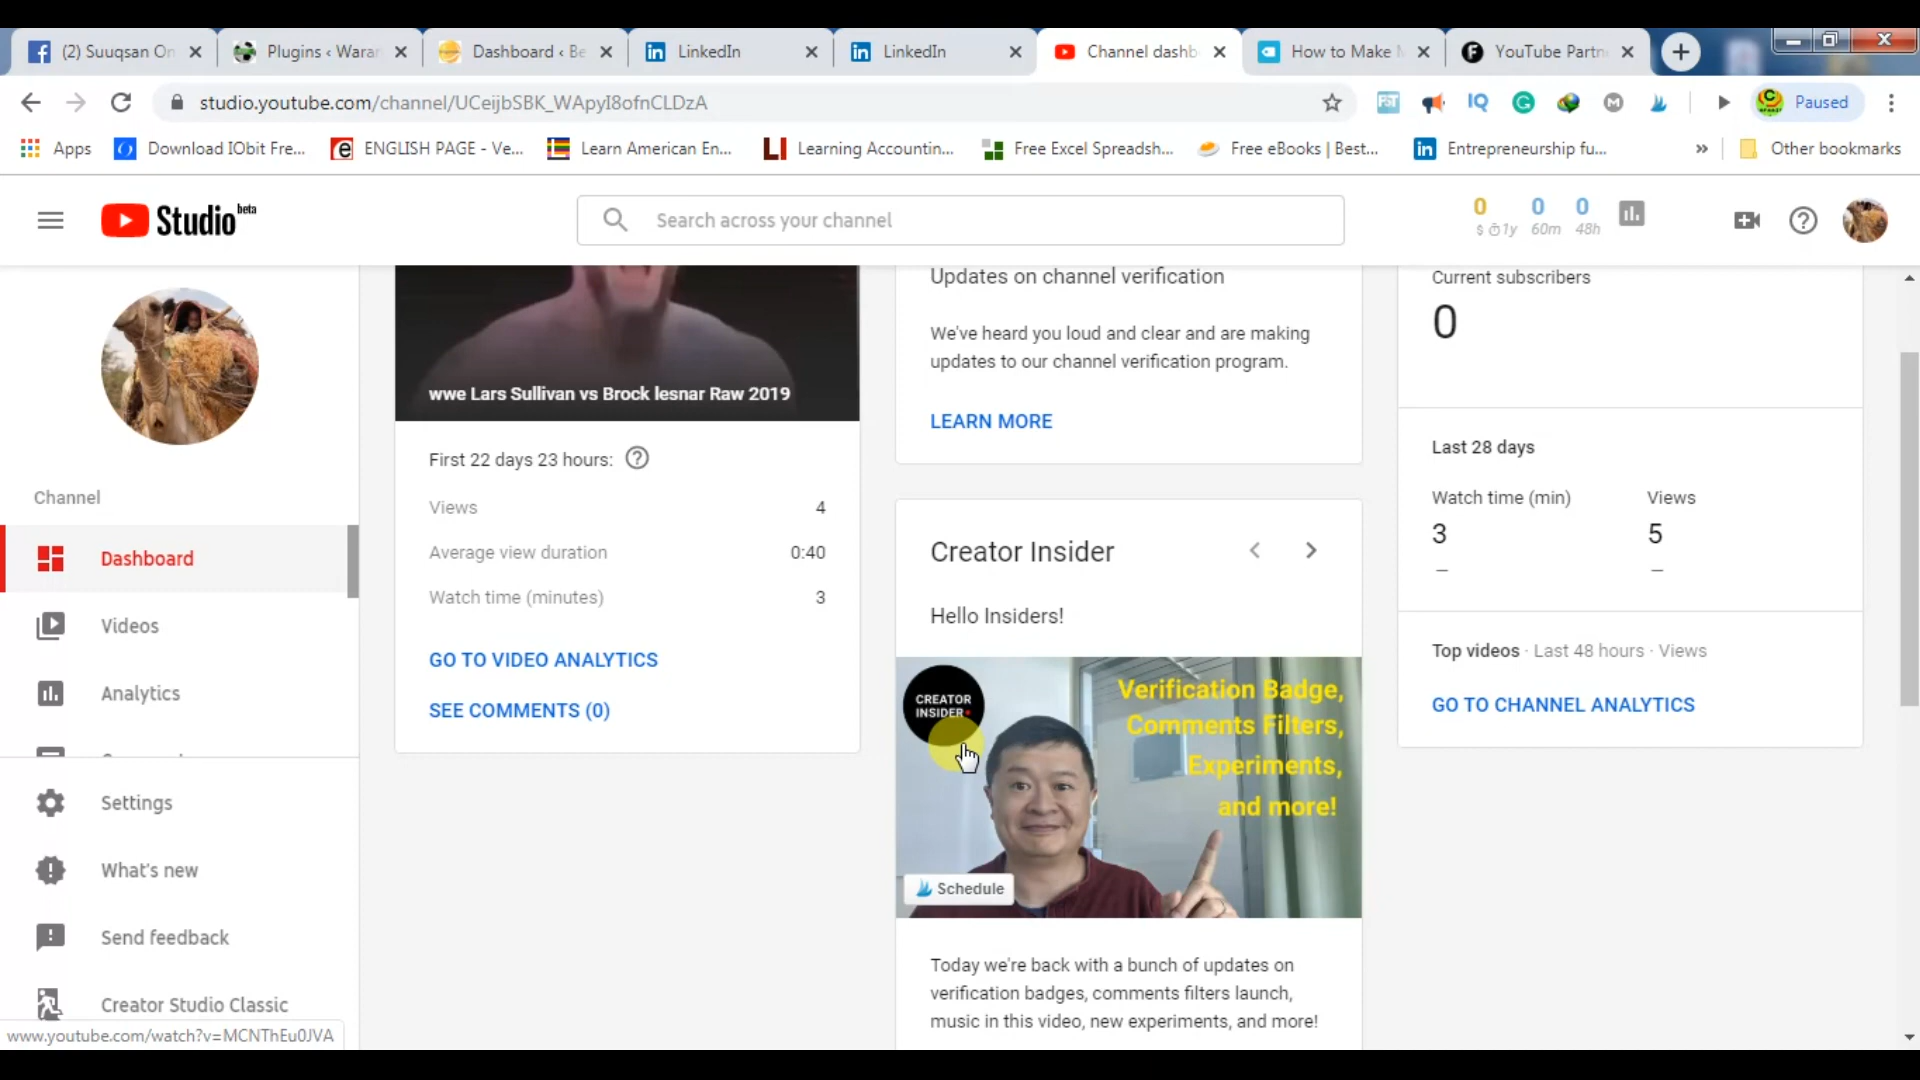 (2) Suuqsan On
Plugins ‹ Waran
Dashboard ‹ Be
LinkedIn
LinkedIn
Channel dashb
How to Make M
YouTube Partn
studio.youtube.com/channel/UCeijbSBK_WApyI8ofnCLDzA
PST
IQ
Paused
Apps
Download IObit Fre...
ENGLISH PAGE - Ve...
Learn American En...
Learning Accountin...
Free Excel Spreadsh...
Free eBooks | Best...
Entrepreneurship fu...
»
Other bookmarks
Studio beta
Search across your channel
0 0 0
$ 1y 60m 48h
Channel
Dashboard
Videos
Analytics
Settings
What's new
Send feedback
Creator Studio Classic
www.youtube.com/watch?v=MCNThEu0JVA
wwe Lars Sullivan vs Brock lesnar Raw 2019
First 22 days 23 hours:
Views 4
Average view duration 0:40
Watch time (minutes) 3
GO TO VIDEO ANALYTICS
SEE COMMENTS (0)
Updates on channel verification
We've heard you loud and clear and are making
updates to our channel verification program.
LEARN MORE
Creator Insider
Hello Insiders!
CREATOR
INSIDER
Verification Badge,
Comments Filters,
Experiments,
and more!
Schedule
Today we're back with a bunch of updates on
verification badges, comments filters launch,
music in this video, new experiments, and more!
Current subscribers
0
Last 28 days
Watch time (min) Views
3 5
– –
Top videos · Last 48 hours · Views
GO TO CHANNEL ANALYTICS